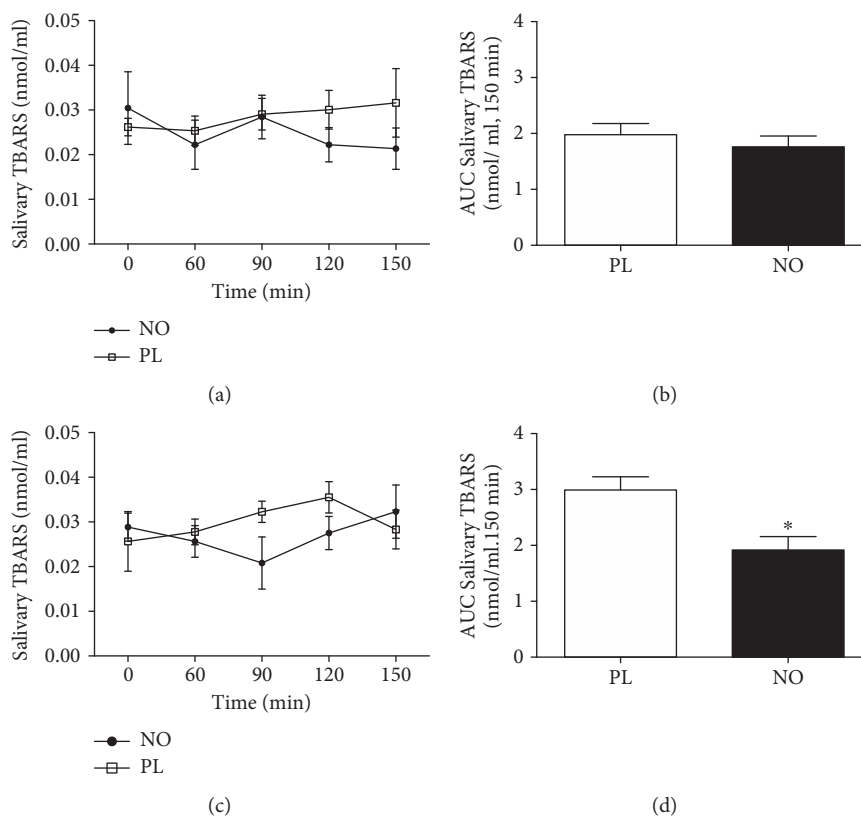 0.05
0.04
0.03
0.02
0.01
0.00
Salivary TBARS (nmol/ml)
0 60 90 120 150
Time (min)
NO
PL
(a)
4
3
2
1
0
AUC Salivary TBARS
(nmol/ ml, 150 min)
PL NO
(b)
0.05
0.04
0.03
0.02
0.01
0.00
Salivary TBARS (nmol/ml)
0 60 90 120 150
Time (min)
NO
PL
(c)
4
3
2
1
0
AUC Salivary TBARS
(nmol/ml.150 min)
*
PL NO
(d)